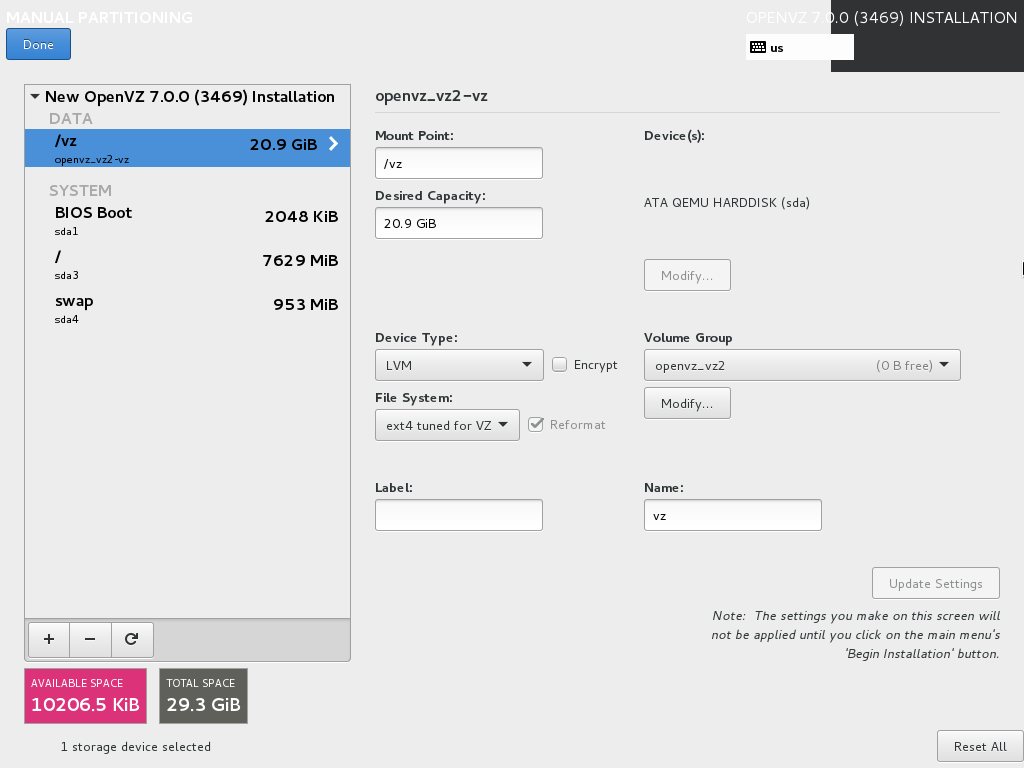 MANUAL PARTITIONING
OPENVZ 7.0.0 (3469) INSTALLATION
Done
us
New OpenVZ 7.0.0 (3469) Installation
DATA
/vz
20.9 GiB
openvz_vz2-vz
SYSTEM
BIOS Boot
2048 KiB
sda1
/
7629 MiB
sda3
swap
953 MiB
sda4
+
-
AVAILABLE SPACE
10206.5 KiB
TOTAL SPACE
29.3 GiB
1 storage device selected
openvz_vz2-vz
Mount Point:
/vz
Desired Capacity:
20.9 GiB
Device(s):
ATA QEMU HARDDISK (sda)
Modify...
Device Type:
LVM
Encrypt
Volume Group
openvz_vz2 (0 B free)
Modify...
File System:
ext4 tuned for VZ
Reformat
Label:
Name:
vz
Update Settings
Note: The settings you make on this screen will
not be applied until you click on the main menu's
'Begin Installation' button.
Reset All